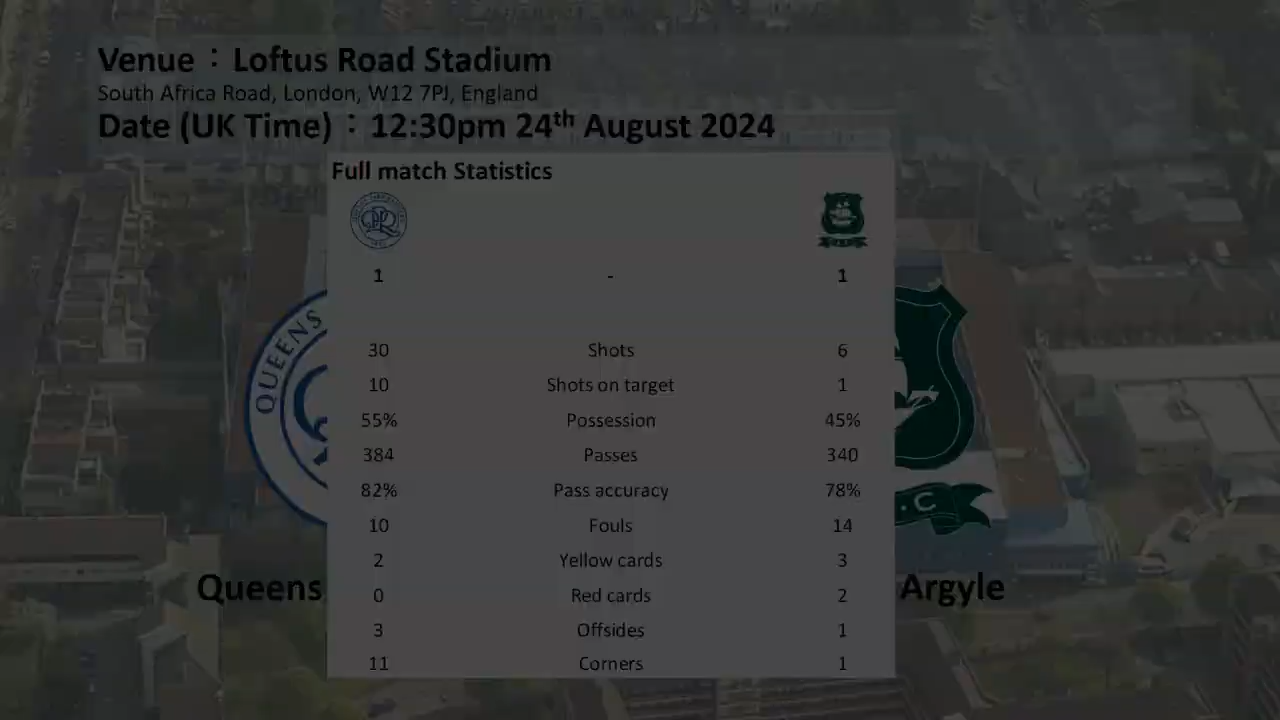 Venue：Loftus Road Stadium
South Africa Road, London, W12 7PJ, England
Date (UK Time)：12:30pm 24th August 2024
Full match Statistics
1 - 1
30 Shots 6
10 Shots on target 1
55% Possession 45%
384 Passes 340
82% Pass accuracy 78%
10 Fouls 14
2 Yellow cards 3
0 Red cards 2
3 Offsides 1
11 Corners 1
QUEENS
· C
Queens
Argyle